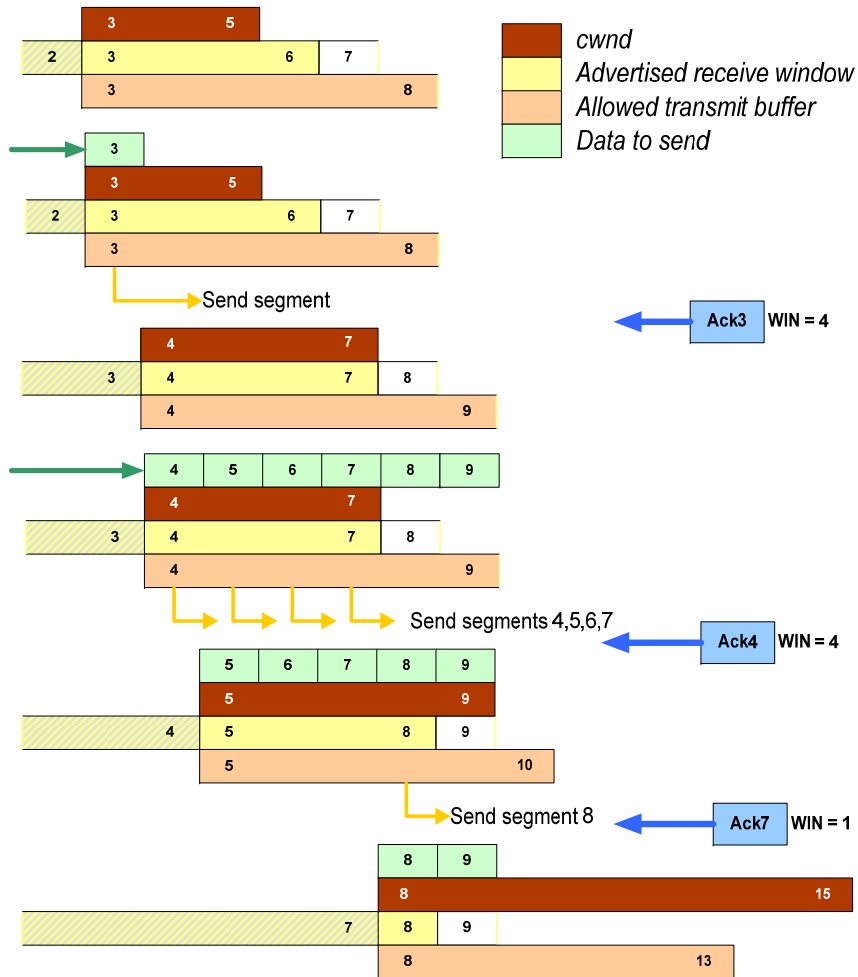 3 5
2 3 6 7
3 8
cwnd
Advertised receive window
Allowed transmit buffer
Data to send
3
3 5
2 3 6 7
3 8
Send segment
Ack3 WIN = 4
4 7
3 4 7 8
4 9
4 5 6 7 8 9
4 7
3 4 7 8
4 9
Send segments 4,5,6,7
Ack4 WIN = 4
5 6 7 8 9
5 9
4 5 8 9
5 10
Send segment 8
Ack7 WIN = 1
8 9
8 15
7 8 9
8 13